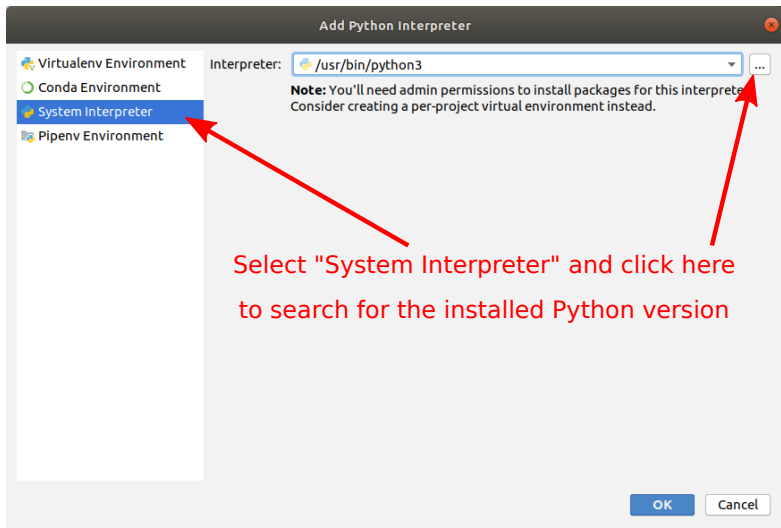 Add Python Interpreter
Virtualenv Environment
Conda Environment
System Interpreter
Pipenv Environment
Interpreter: /usr/bin/python3 ...
Note: You'll need admin permissions to install packages for this interprete
Consider creating a per-project virtual environment instead.
Select "System Interpreter" and click here
to search for the installed Python version
OK Cancel